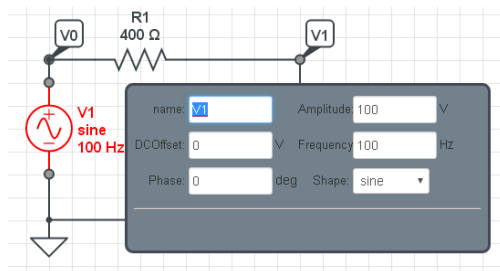 R1
400 Ω
V0
V1
V1
sine
100 Hz
name: V1 Amplitude: 100 V
DCOffset: 0 V Frequency: 100 Hz
Phase: 0 deg Shape: sine